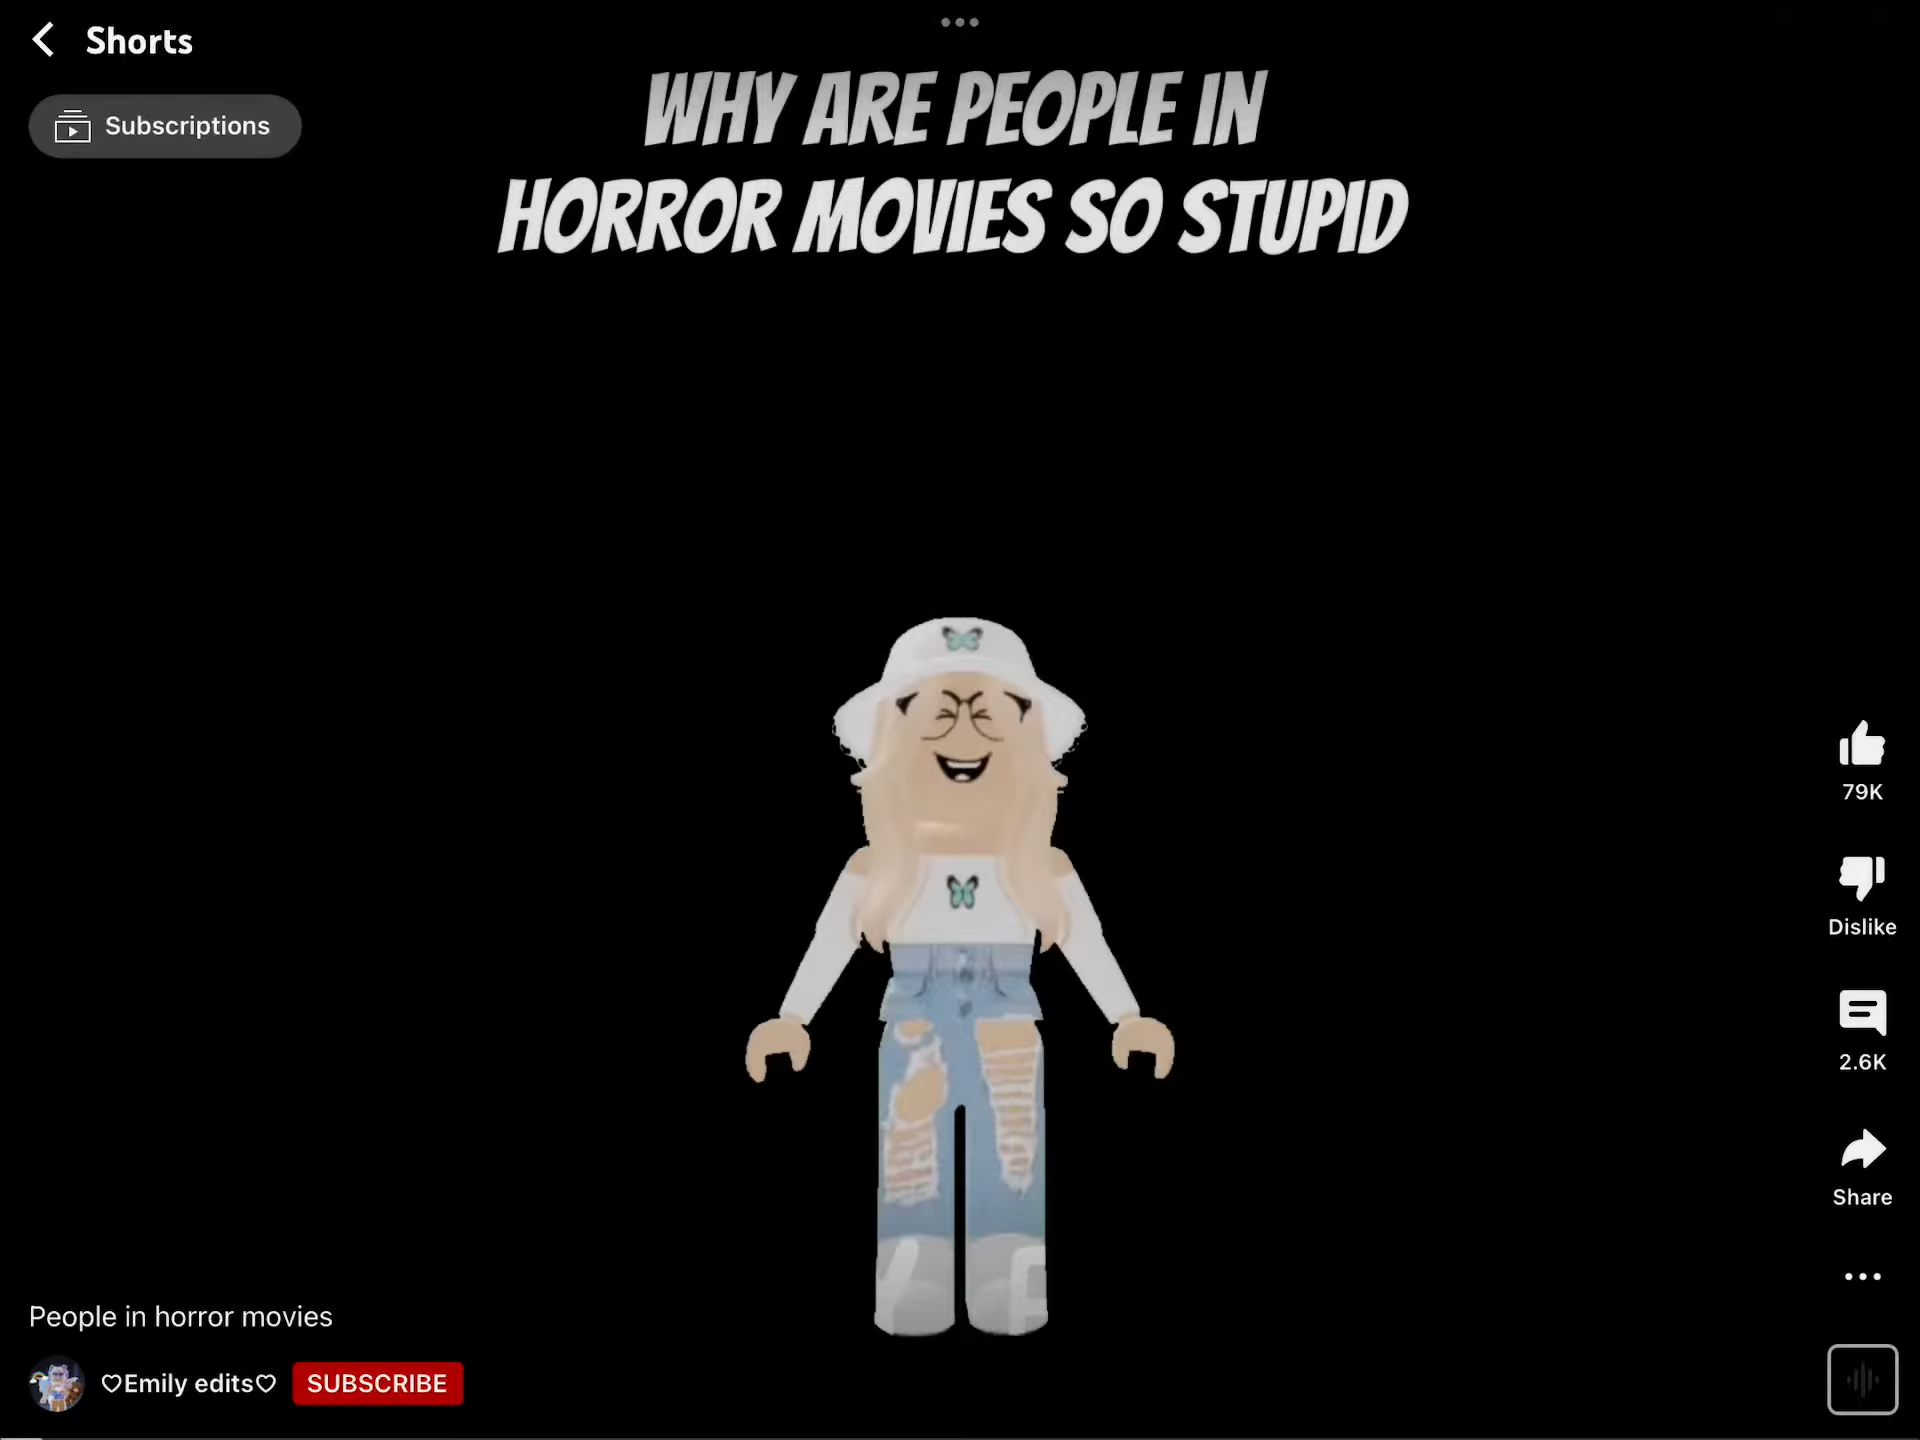 Shorts
Subscriptions
WHY ARE PEOPLE IN
HORROR MOVIES SO STUPID
79K
Dislike
2.6K
Share
People in horror movies
♡Emily edits♡ SUBSCRIBE